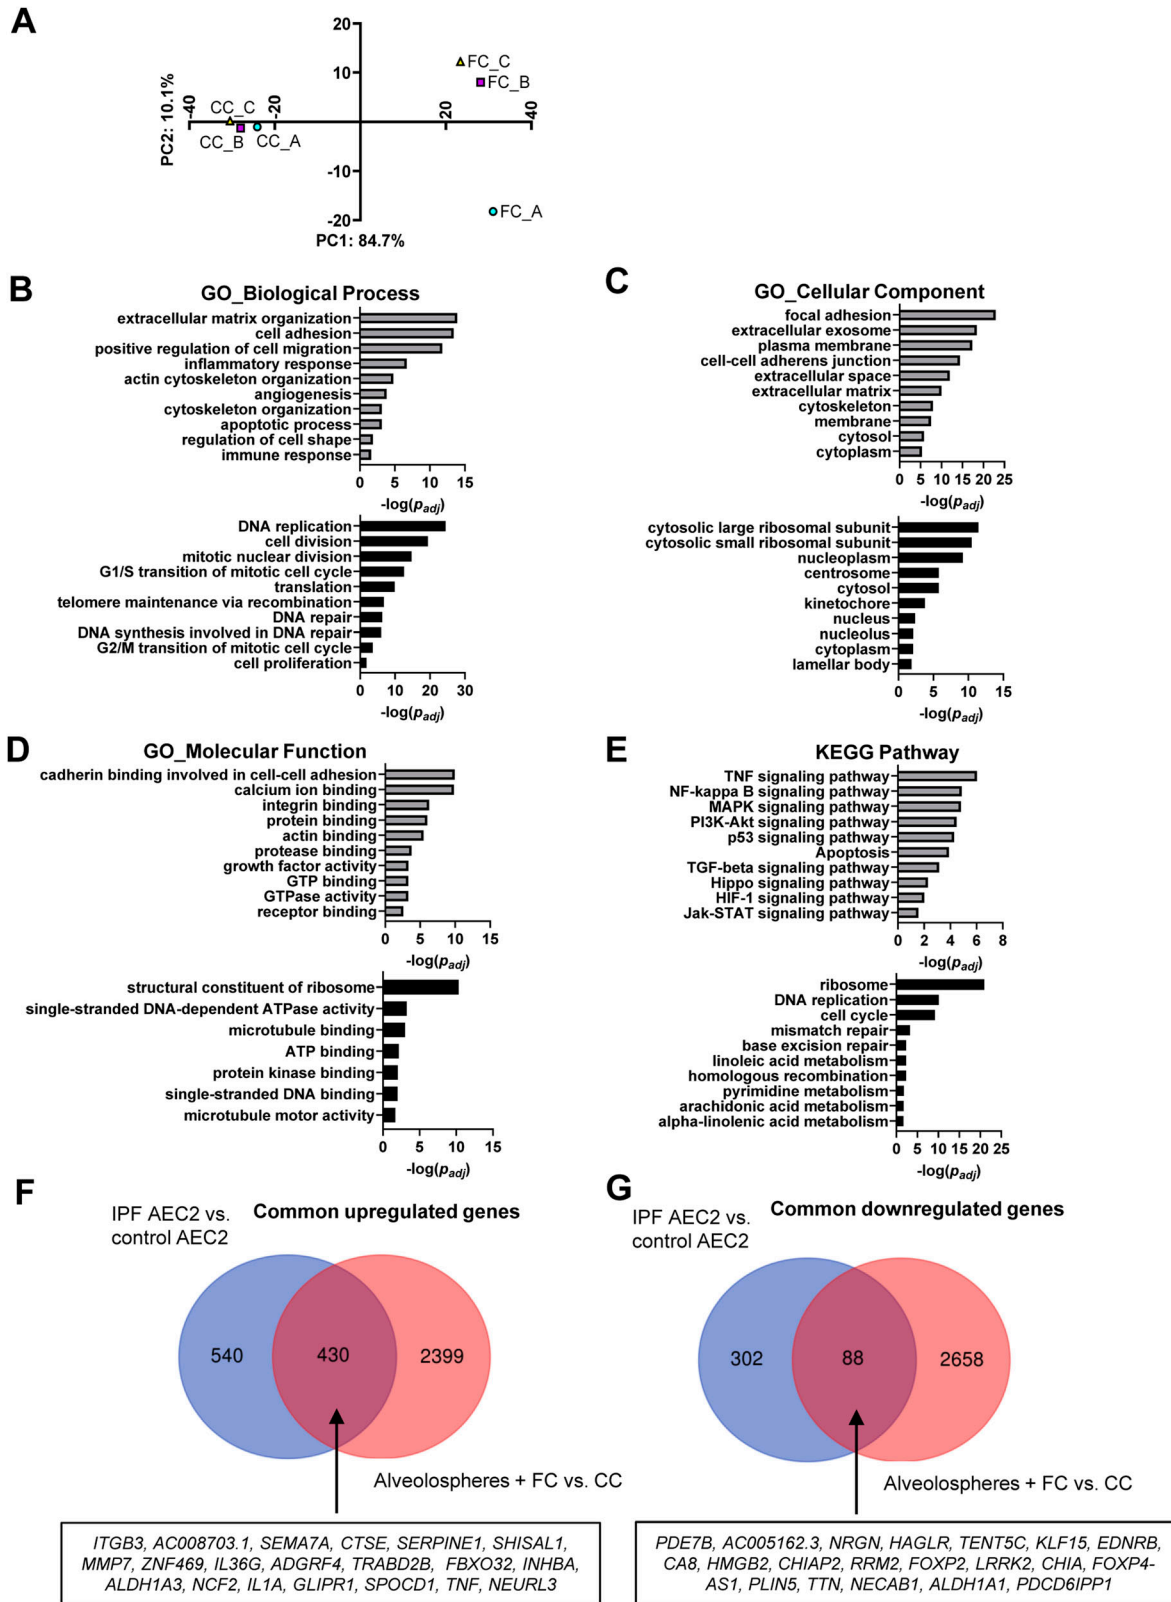 A
20
10
-10
-20
-40
-20
20
40
PC2: 10.1%
PC1: 84.7%
CC_C
CC_B
CC_A
FC_C
FC_B
FC_A
B
GO_Biological Process
extracellular matrix organization
cell adhesion
positive regulation of cell migration
inflammatory response
actin cytoskeleton organization
angiogenesis
cytoskeleton organization
apoptotic process
regulation of cell shape
immune response
0 5 10 15
-log(p_adj)
DNA replication
cell division
mitotic nuclear division
G1/S transition of mitotic cell cycle
translation
telomere maintenance via recombination
DNA repair
DNA synthesis involved in DNA repair
G2/M transition of mitotic cell cycle
cell proliferation
0 10 20 30
-log(p_adj)
C
GO_Cellular Component
focal adhesion
extracellular exosome
plasma membrane
cell-cell adherens junction
extracellular space
extracellular matrix
cytoskeleton
membrane
cytosol
cytoplasm
0 5 10 15 20 25
-log(p_adj)
cytosolic large ribosomal subunit
cytosolic small ribosomal subunit
nucleoplasm
centrosome
cytosol
kinetochore
nucleus
nucleolus
cytoplasm
lamellar body
0 5 10 15
-log(p_adj)
D
GO_Molecular Function
cadherin binding involved in cell-cell adhesion
calcium ion binding
integrin binding
protein binding
actin binding
protease binding
growth factor activity
GTP binding
GTPase activity
receptor binding
0 5 10 15
-log(p_adj)
structural constituent of ribosome
single-stranded DNA-dependent ATPase activity
microtubule binding
ATP binding
protein kinase binding
single-stranded DNA binding
microtubule motor activity
0 5 10 15
-log(p_adj)
E
KEGG Pathway
TNF signaling pathway
NF-kappa B signaling pathway
MAPK signaling pathway
PI3K-Akt signaling pathway
p53 signaling pathway
Apoptosis
TGF-beta signaling pathway
Hippo signaling pathway
HIF-1 signaling pathway
Jak-STAT signaling pathway
0 2 4 6 8
-log(p_adj)
ribosome
DNA replication
cell cycle
mismatch repair
base excision repair
linoleic acid metabolism
homologous recombination
pyrimidine metabolism
arachidonic acid metabolism
alpha-linolenic acid metabolism
0 5 10 15 20 25
-log(p_adj)
F
IPF AEC2 vs.
control AEC2
Common upregulated genes
540
430
2399
Alveolospheres + FC vs. CC
ITGB3, AC008703.1, SEMA7A, CTSE, SERPINE1, SHISAL1,
MMP7, ZNF469, IL36G, ADGRF4, TRABD2B, FBXO32, INHBA,
ALDH1A3, NCF2, IL1A, GLIPR1, SPOCD1, TNF, NEURL3
G
IPF AEC2 vs.
control AEC2
Common downregulated genes
302
88
2658
Alveolospheres + FC vs. CC
PDE7B, AC005162.3, NRGN, HAGLR, TENT5C, KLF15, EDNRB,
CA8, HMGB2, CHIAP2, RRM2, FOXP2, LRRK2, CHIA, FOXP4-
AS1, PLIN5, TTN, NECAB1, ALDH1A1, PDCD6IPP1